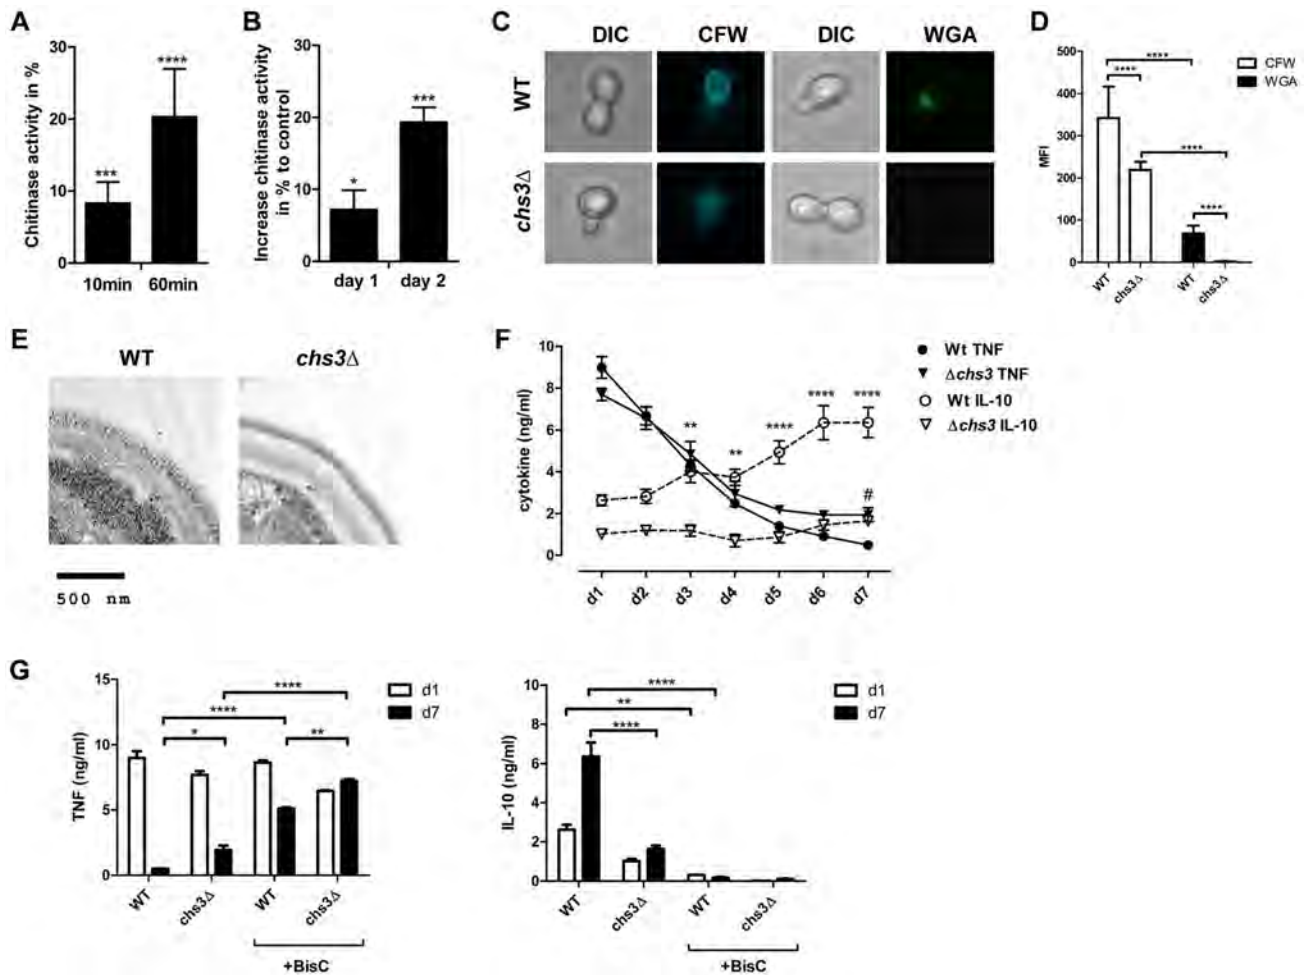 A
Chitinase activity in %
30
20
10
0
***
****
10min 60min
B
Increase chitinase activity
in % to control
30
20
10
0
*
***
day 1 day 2
C
DIC CFW DIC WGA
WT
chs3Δ
D
MFI
500
400
300
200
100
0
****
****
****
****
CFW
WGA
WT chs3Δ WT chs3Δ
E
WT chs3Δ
500 nm
F
cytokine (ng/ml)
10
8
6
4
2
0
**
**
****
****
****
#
d1 d2 d3 d4 d5 d6 d7
Wt TNF
Δchs3 TNF
Wt IL-10
Δchs3 IL-10
G
TNF (ng/ml)
15
10
5
0
****
****
*
**
d1
d7
WT chs3Δ WT chs3Δ
+BisC
IL-10 (ng/ml)
10
8
6
4
2
0
****
**
****
d1
d7
WT chs3Δ WT chs3Δ
+BisC